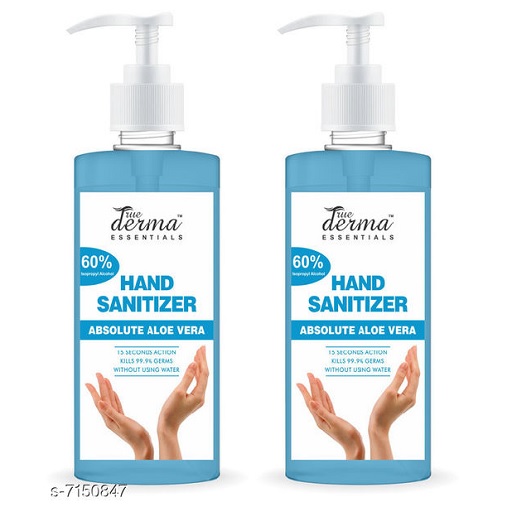 True
derma™
ESSENTIALS
60%
Isopropyl Alcohol
HAND
SANITIZER
ABSOLUTE ALOE VERA
15 SECONDS ACTION
KILLS 99.9% GERMS
WITHOUT USING WATER
True
derma™
ESSENTIALS
60%
Isopropyl Alcohol
HAND
SANITIZER
ABSOLUTE ALOE VERA
15 SECONDS ACTION
KILLS 99.9% GERMS
WITHOUT USING WATER
s-7150847